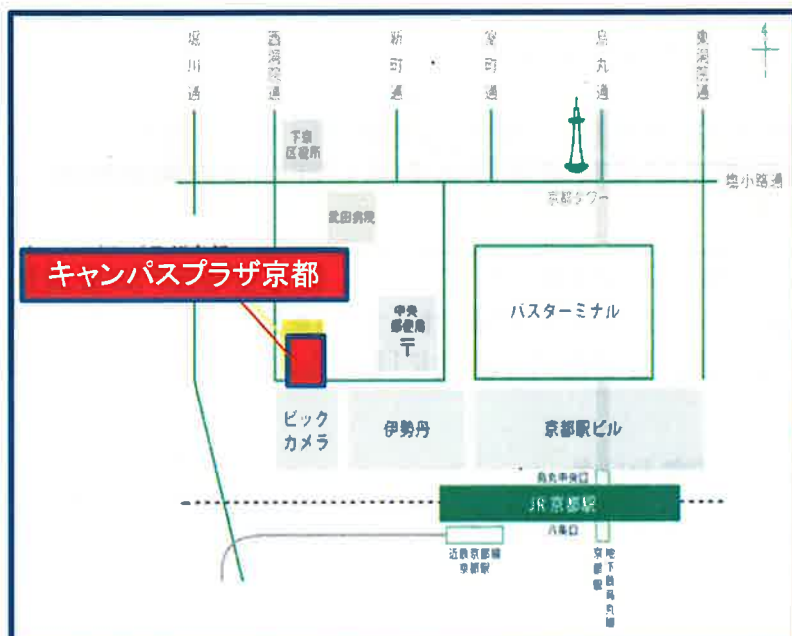 堀川通
西洞院通
新町通
室町通
烏丸通
東洞院通
下京
区役所
塩小路通
京都タワー
武田病院
キャンパスプラザ京都
中央
郵便局
〒
バスターミナル
ビック
カメラ
伊勢丹
京都駅ビル
烏丸中央口
JR京都駅
八条口
近鉄京都線
京都駅
地下鉄烏丸線
京都駅